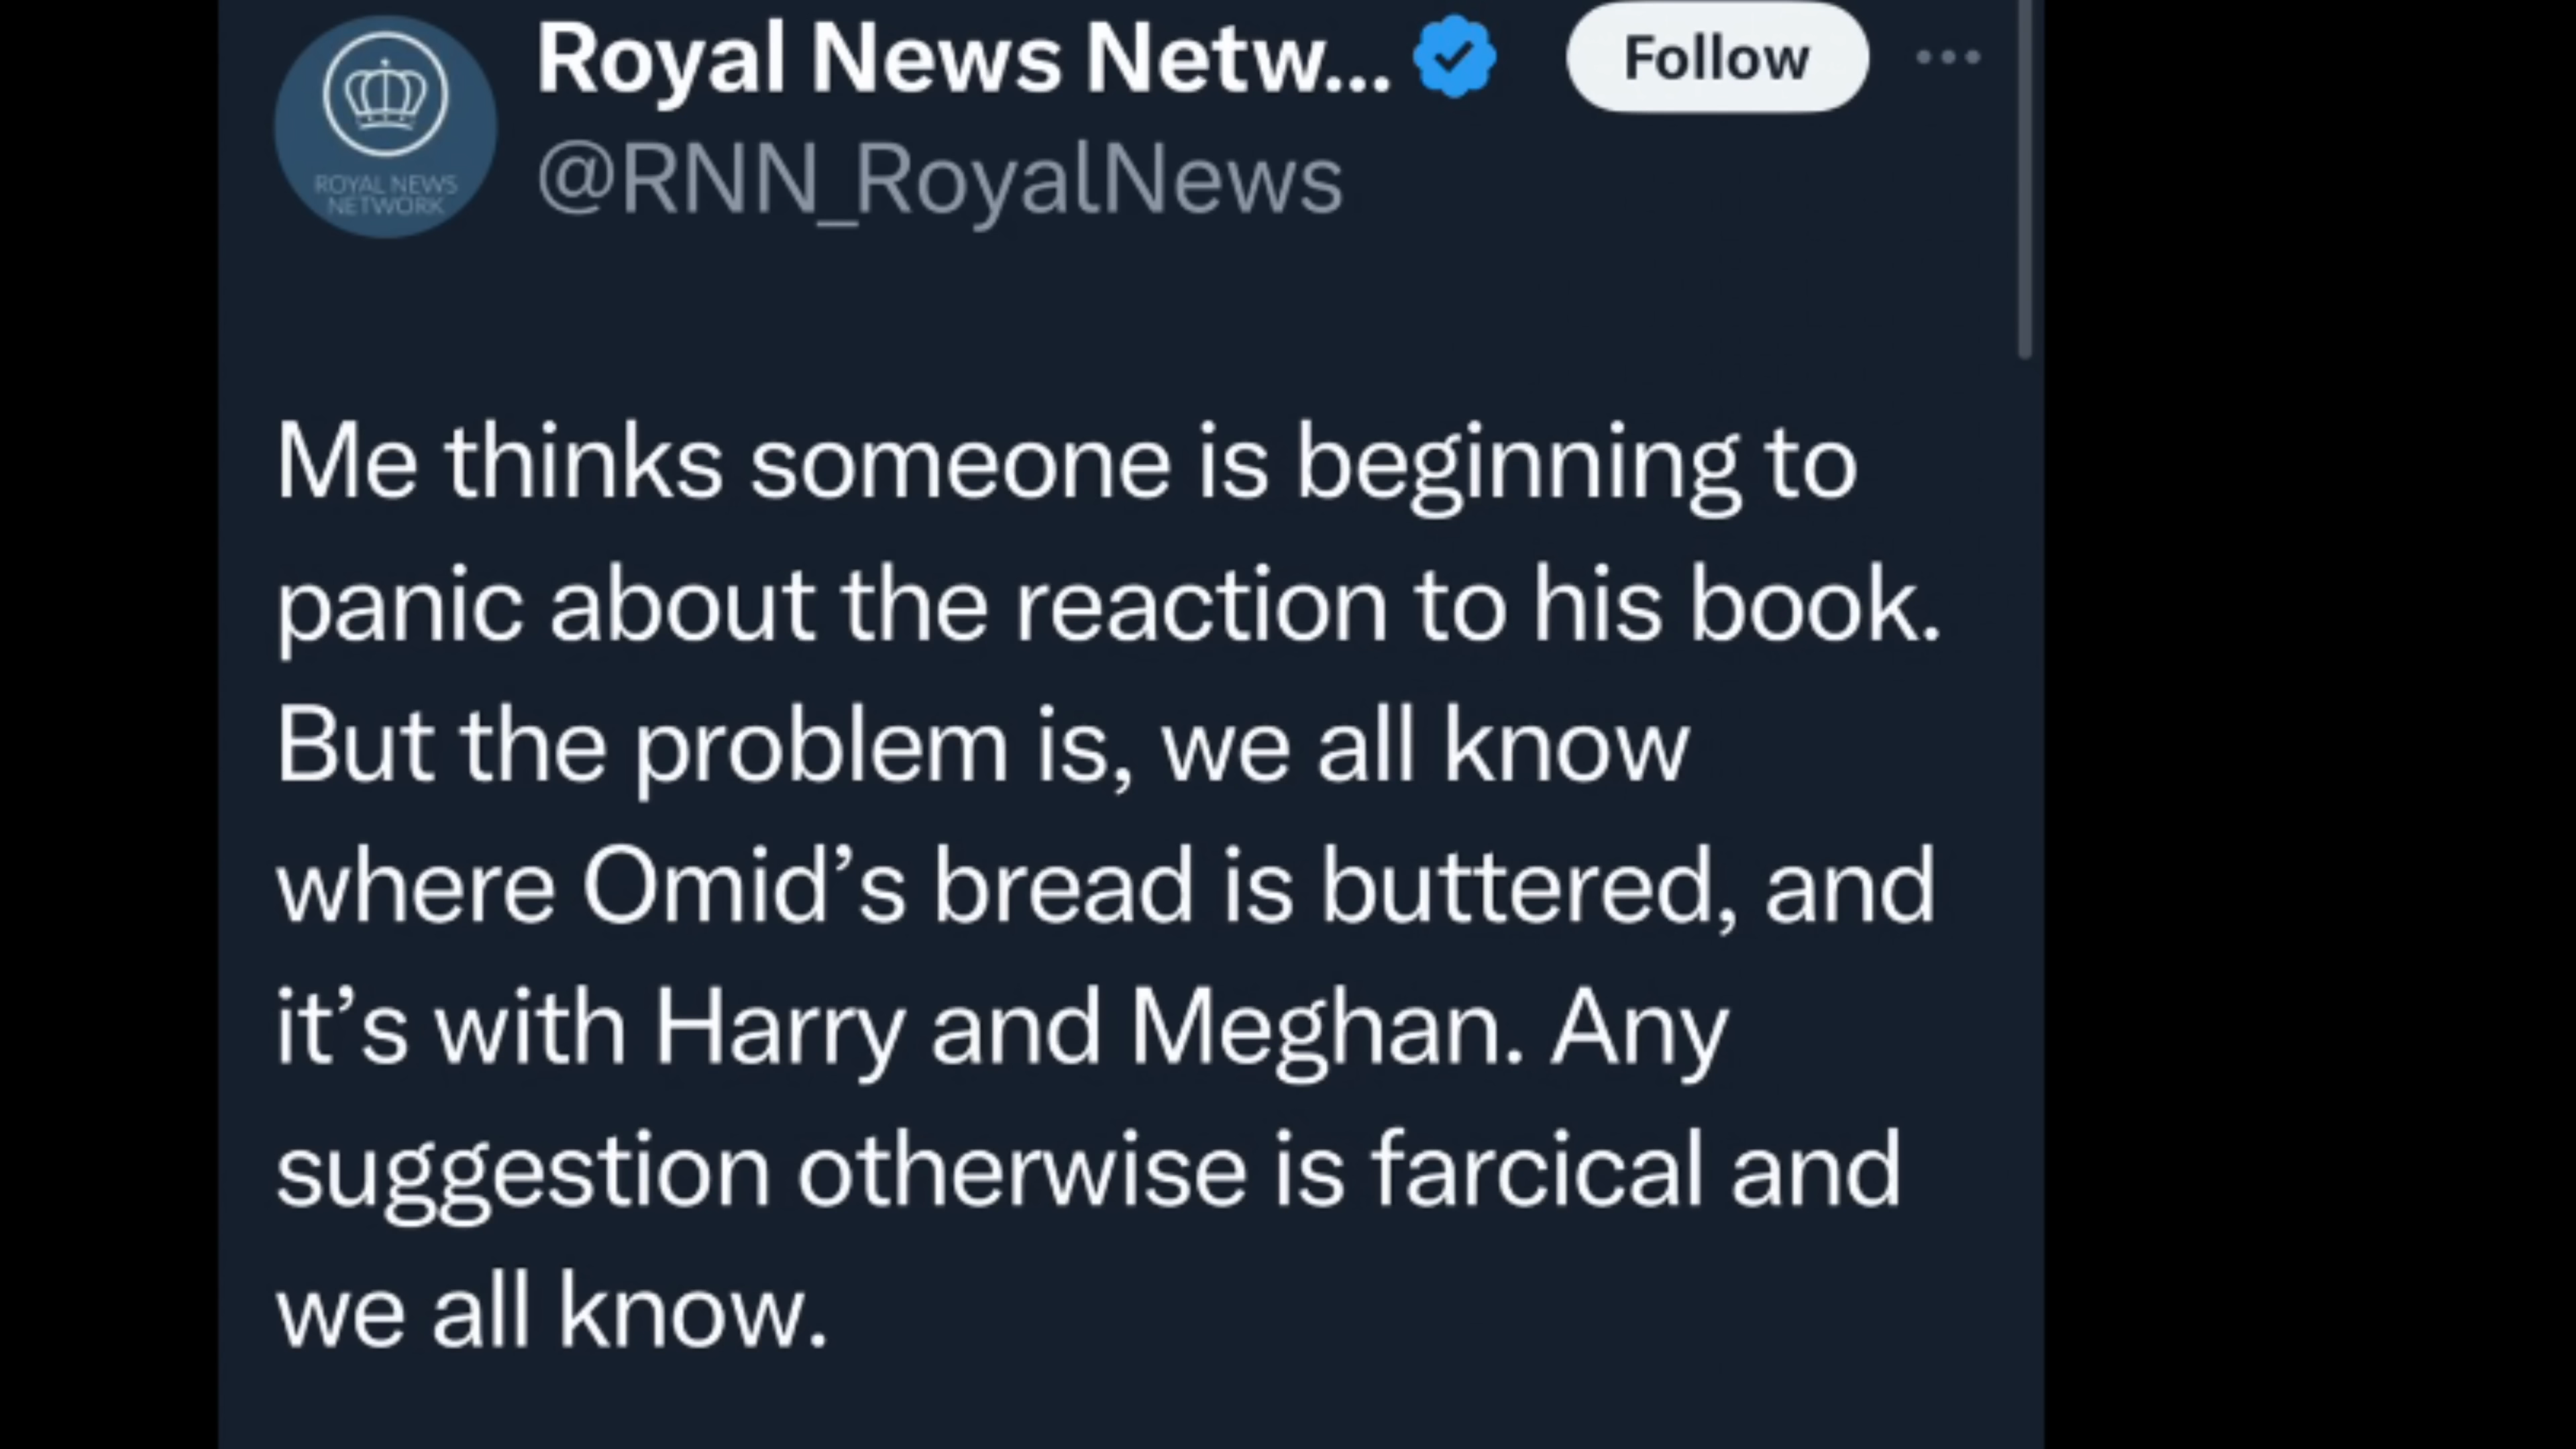 Royal News Netw...
Follow
@RNN_RoyalNews
ROYAL NEWS
NETWORK
Me thinks someone is beginning to
panic about the reaction to his book.
But the problem is, we all know
where Omid’s bread is buttered, and
it’s with Harry and Meghan. Any
suggestion otherwise is farcical and
we all know.